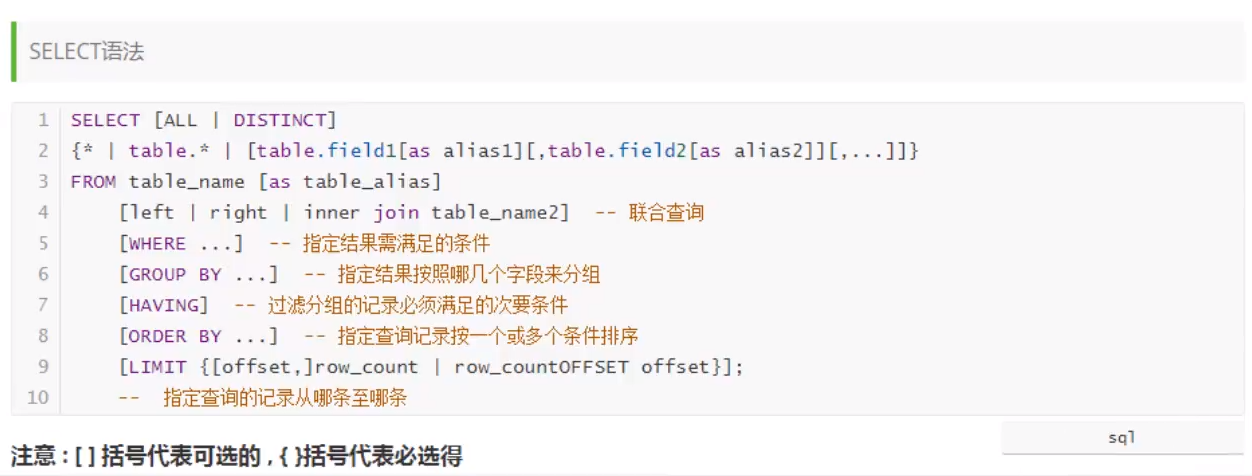 SELECT语法
1 SELECT [ALL | DISTINCT]
2 {* | table.* | [table.field1[as alias1][,table.field2[as alias2]][,...]]}
3 FROM table_name [as table_alias]
4 [left | right | inner join table_name2] -- 联合查询
5 [WHERE ...] -- 指定结果需满足的条件
6 [GROUP BY ...] -- 指定结果按照哪几个字段来分组
7 [HAVING] -- 过滤分组的记录必须满足的次要条件
8 [ORDER BY ...] -- 指定查询记录按一个或多个条件排序
9 [LIMIT {[offset,]row_count | row_countOFFSET offset}];
10 -- 指定查询的记录从哪条至哪条
sql
注意 : [ ] 括号代表可选的 , { }括号代表必选得